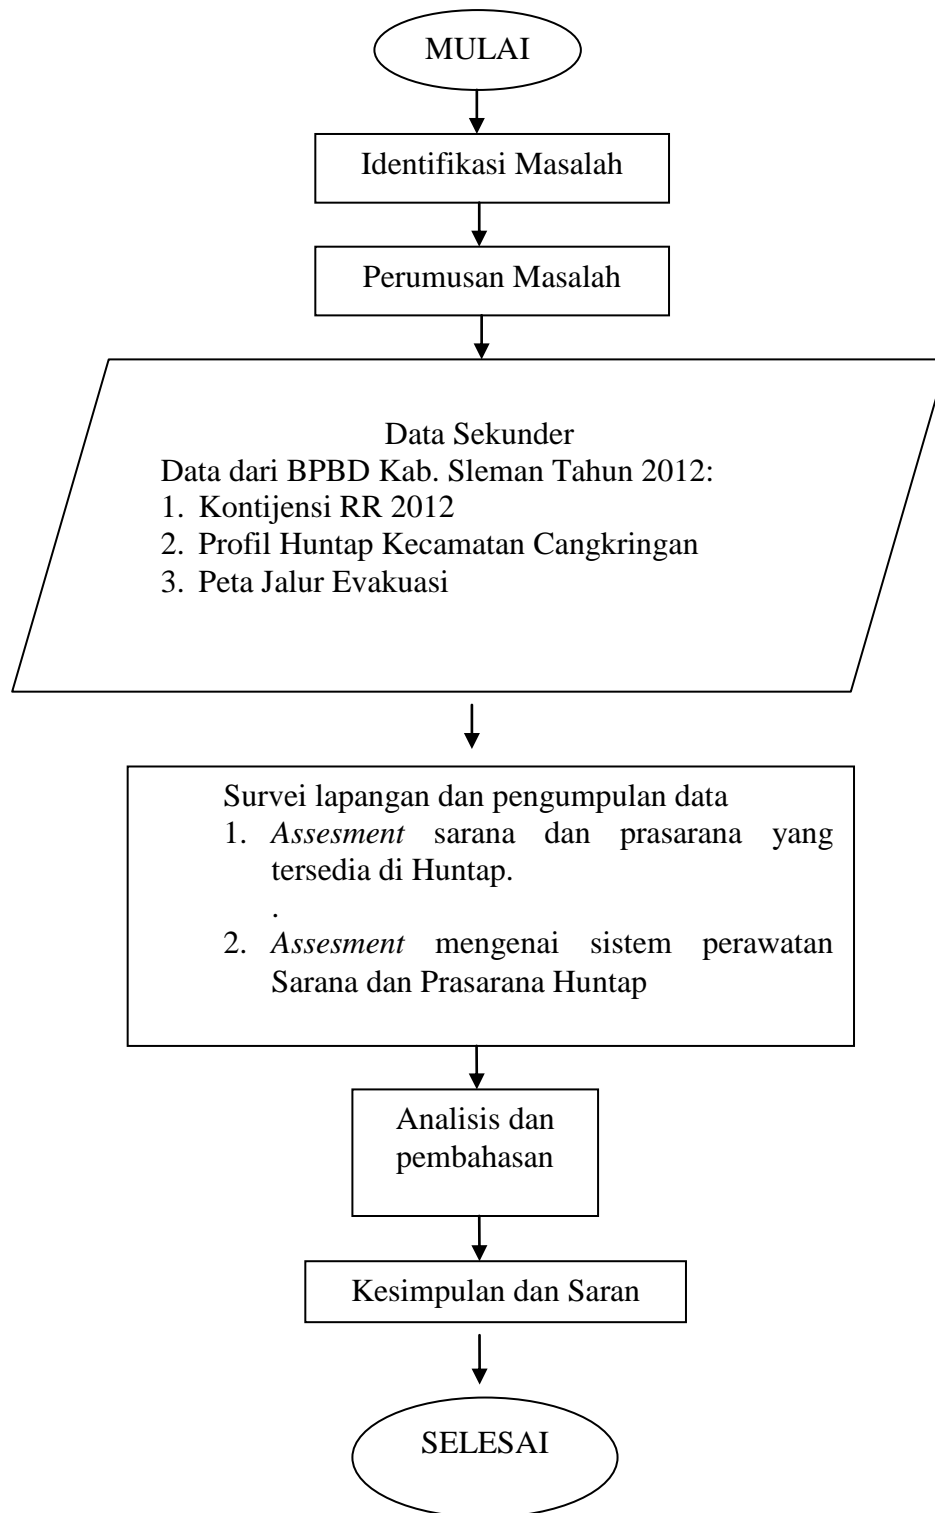 MULAI
Identifikasi Masalah
Perumusan Masalah
Data Sekunder
Data dari BPBD Kab. Sleman Tahun 2012:
1. Kontijensi RR 2012
2. Profil Huntap Kecamatan Cangkringan
3. Peta Jalur Evakuasi
Survei lapangan dan pengumpulan data
1. Assesment sarana dan prasarana yang
tersedia di Huntap.
.
2. Assesment mengenai sistem perawatan
Sarana dan Prasarana Huntap
Analisis dan
pembahasan
Kesimpulan dan Saran
SELESAI